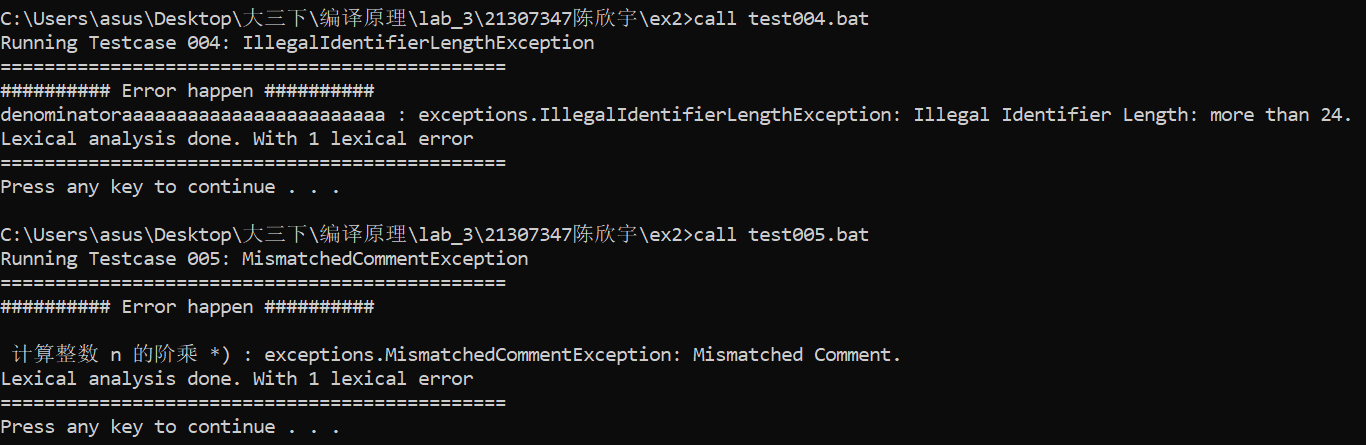 C:\Users\asus\Desktop\大三下\编译原理\lab_3\21307347陈欣宇\ex2>call test004.bat
Running Testcase 004: IllegalIdentifierLengthException
==============================================
########## Error happen ##########
denominatoraaaaaaaaaaaaaaaaaaaaaaaa : exceptions.IllegalIdentifierLengthException: Illegal Identifier Length: more than 24.
Lexical analysis done. With 1 lexical error
==============================================
Press any key to continue . . .
C:\Users\asus\Desktop\大三下\编译原理\lab_3\21307347陈欣宇\ex2>call test005.bat
Running Testcase 005: MismatchedCommentException
==============================================
########## Error happen ##########
计算整数 n 的阶乘 *) : exceptions.MismatchedCommentException: Mismatched Comment.
Lexical analysis done. With 1 lexical error
==============================================
Press any key to continue . . .